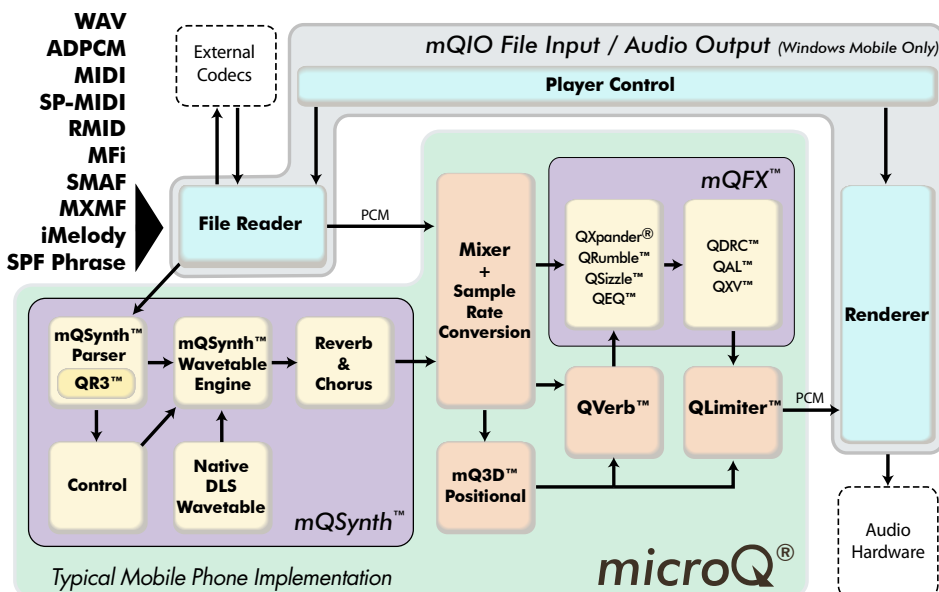 WAV
ADPCM
MIDI
SP-MIDI
RMID
MFi
SMAF
MXMF
iMelody
SPF Phrase
External
Codecs
mQIO File Input / Audio Output (Windows Mobile Only)
Player Control
File Reader
PCM
Mixer
+
Sample
Rate
Conversion
mQFX™
QXpander®
QRumble™
QSizzle™
QEQ™
QDRC™
QAL™
QXV™
Renderer
mQSynth™
Parser
QR3™
mQSynth™
Wavetable
Engine
Reverb
&
Chorus
QVerb™
QLimiter™
PCM
Control
Native
DLS
Wavetable
mQSynth™
mQ3D™
Positional
Audio
Hardware
Typical Mobile Phone Implementation
microQ®